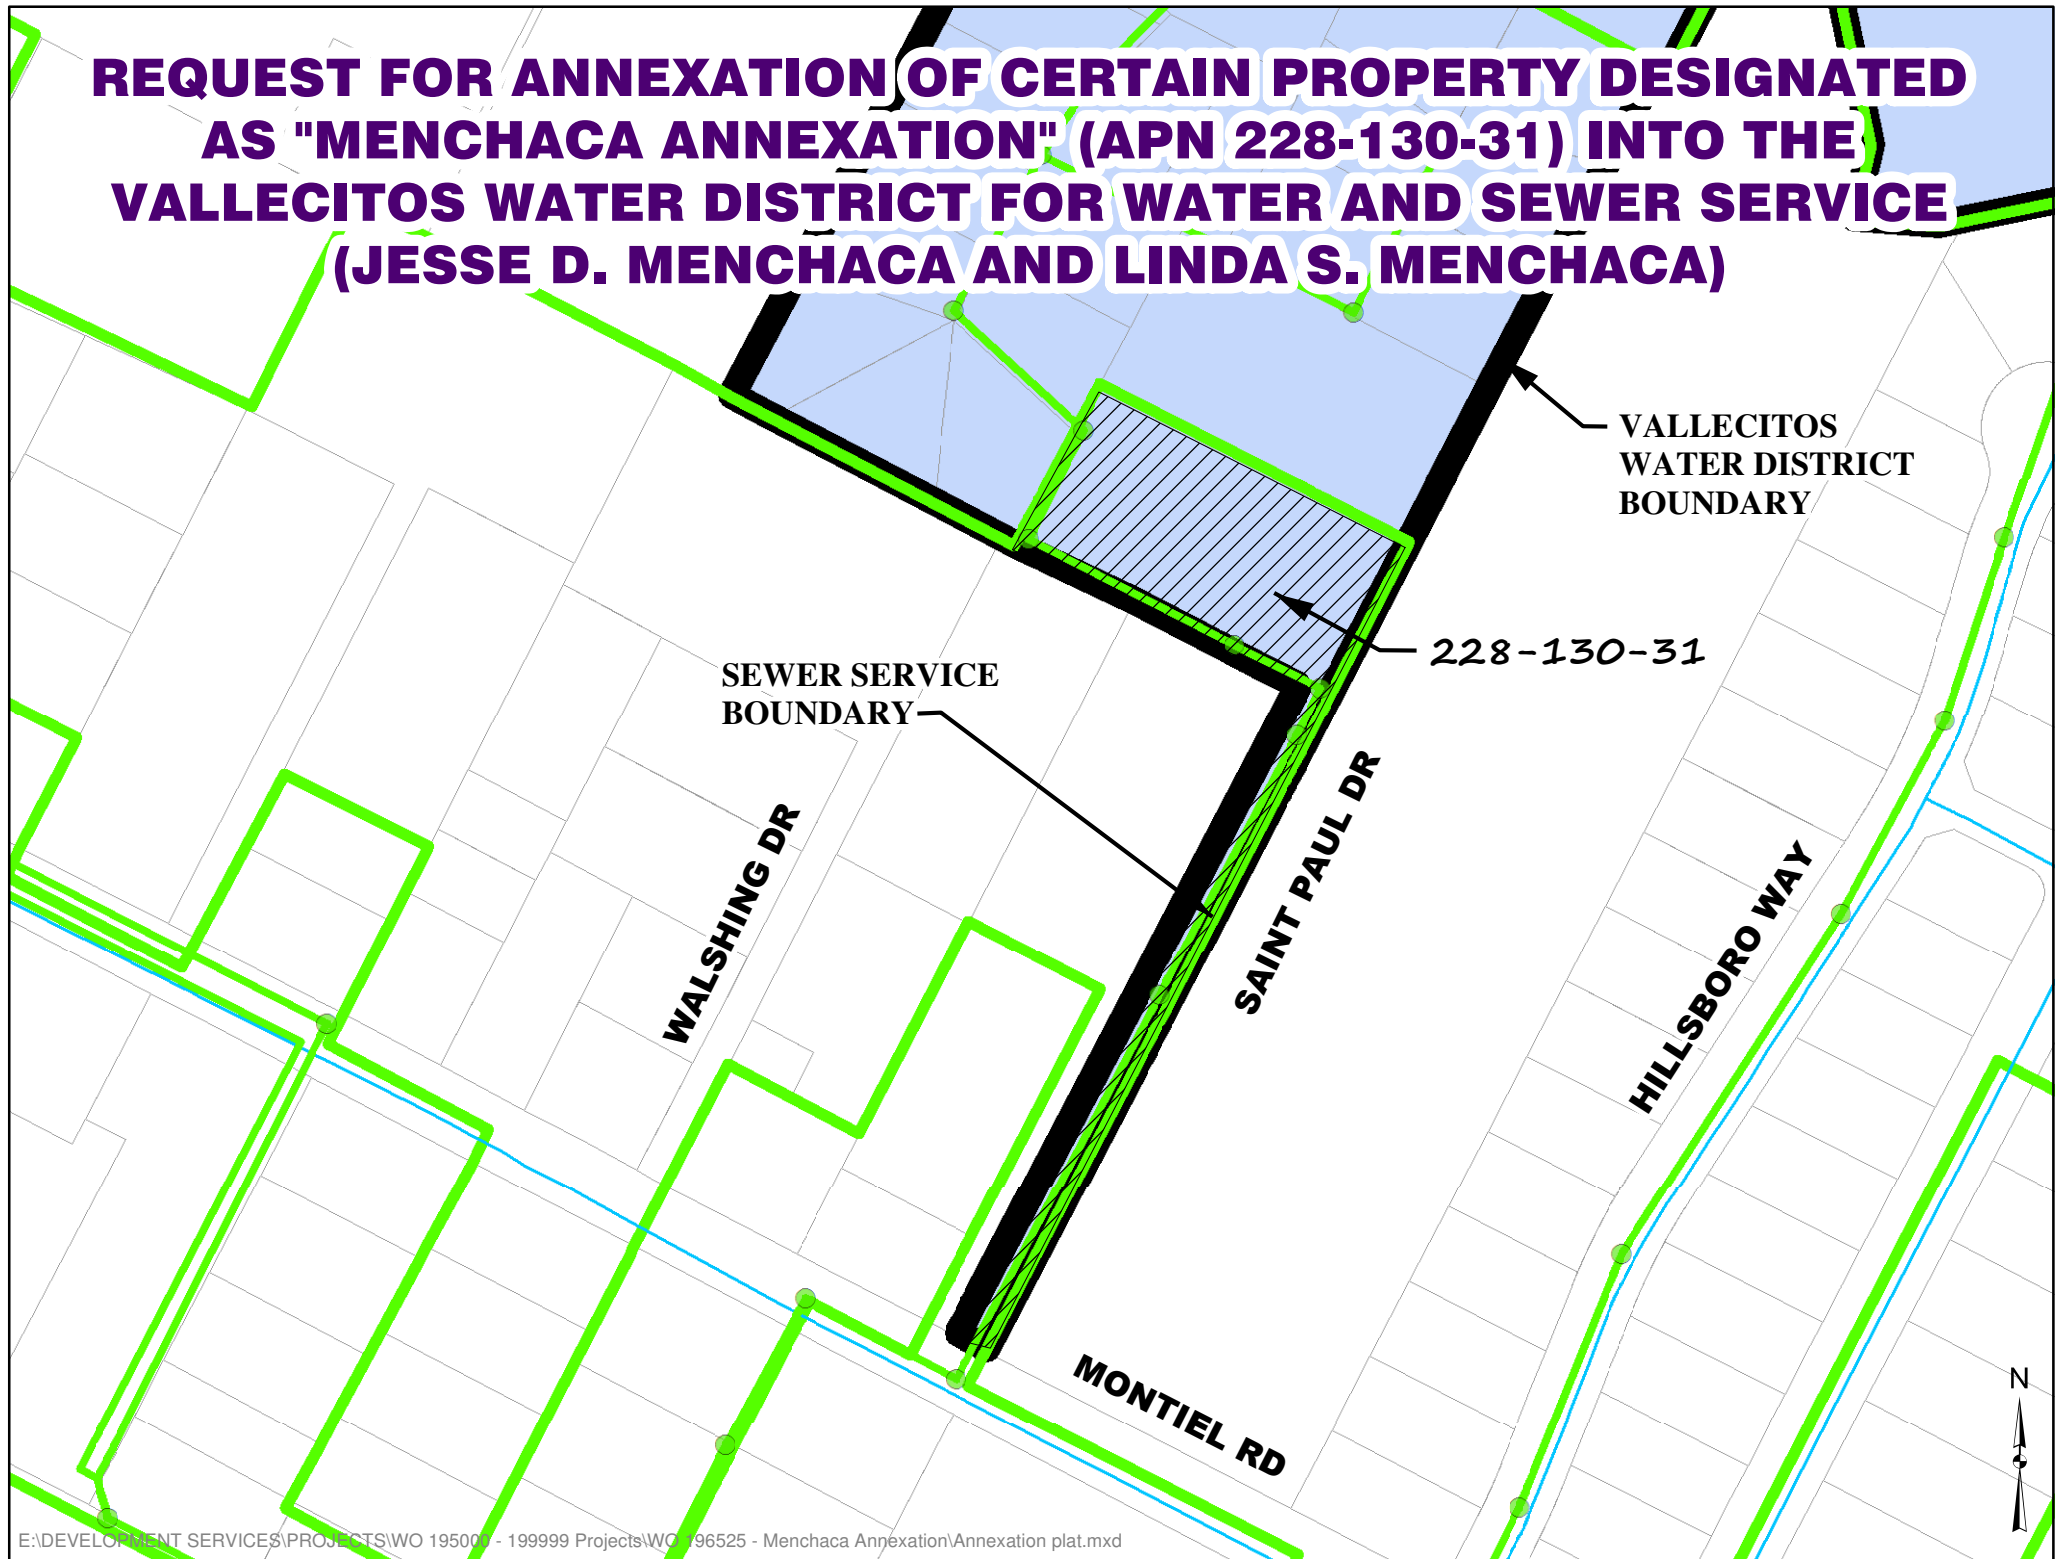 REQUEST FOR ANNEXATION OF CERTAIN PROPERTY DESIGNATED
AS "MENCHACA ANNEXATION" (APN 228-130-31) INTO THE
VALLECITOS WATER DISTRICT FOR WATER AND SEWER SERVICE
(JESSE D. MENCHACA AND LINDA S. MENCHACA)
VALLECITOS
WATER DISTRICT
BOUNDARY
228-130-31
SEWER SERVICE
BOUNDARY
WALSHING DR
SAINT PAUL DR
HILLSBORO WAY
MONTIEL RD
N
E:\DEVELOPMENT SERVICES\PROJECTS\WO 195000 - 199999 Projects\WO 196525 - Menchaca Annexation\Annexation plat.mxd